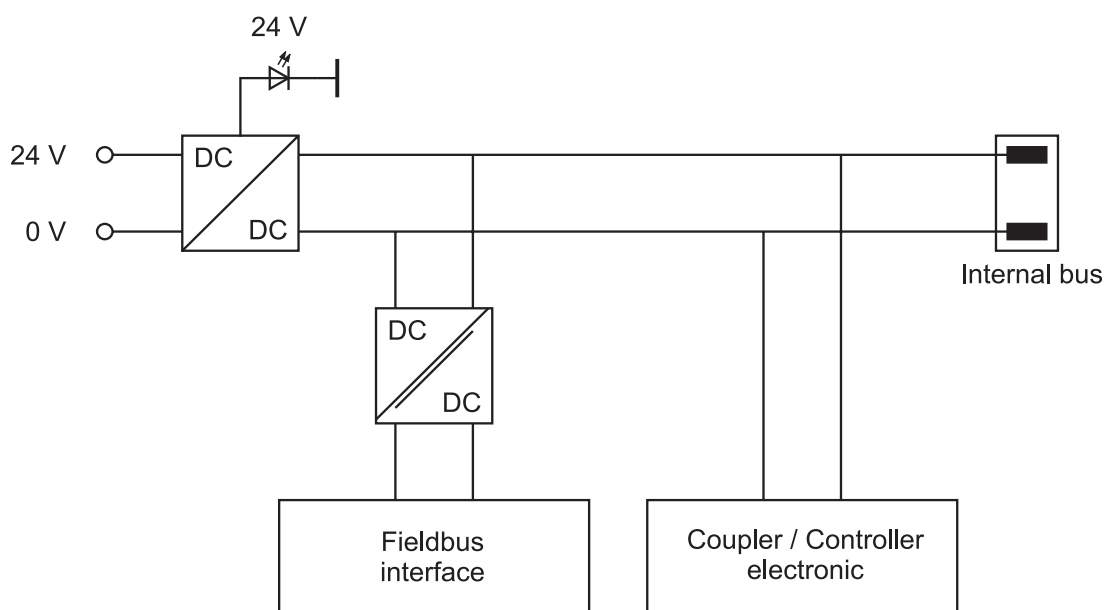 24 V
24 V
DC
DC
0 V
Internal bus
DC
DC
Fieldbus
interface
Coupler / Controller
electronic